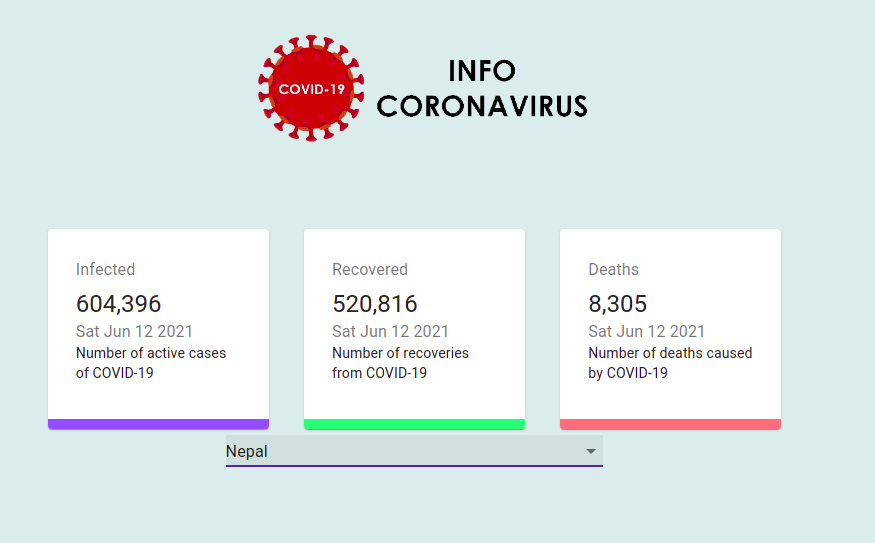 COVID-19
INFO
CORONAVIRUS
Infected
604,396
Sat Jun 12 2021
Number of active cases
of COVID-19
Recovered
520,816
Sat Jun 12 2021
Number of recoveries
from COVID-19
Deaths
8,305
Sat Jun 12 2021
Number of deaths caused
by COVID-19
Nepal